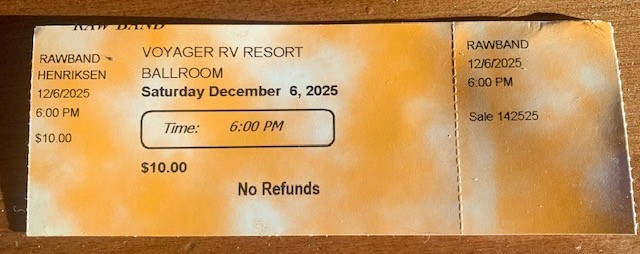 RAW BAND
RAWBAND
HENRIKSEN
12/6/2025
6:00 PM
$10.00
VOYAGER RV RESORT
BALLROOM
Saturday December 6, 2025
Time: 6:00 PM
$10.00
No Refunds
RAWBAND
12/6/2025
6:00 PM
Sale 142525